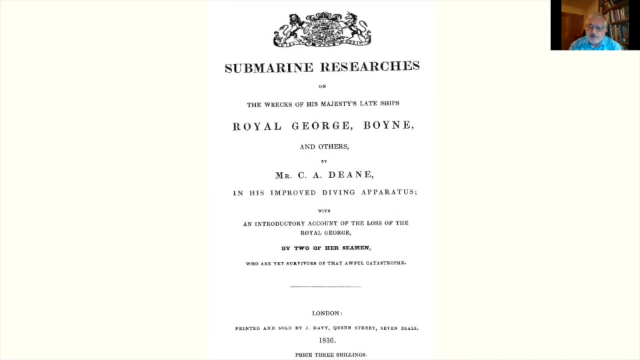 SUBMARINE RESEARCHES
ON
THE WRECKS OF HIS MAJESTY'S LATE SHIPS
ROYAL GEORGE, BOYNE,
AND OTHERS,
BY
MR. C. A. DEANE,
IN HIS IMPROVED DIVING APPARATUS;
WITH
AN INTRODUCTORY ACCOUNT OF THE LOSS OF THE
ROYAL GEORGE,
BY TWO OF HER SEAMEN,
WHO ARE YET SURVIVORS OF THAT AWFUL CATASTROPHE.
LONDON:
PRINTED AND SOLD BY J. DAVY, QUEEN STREET, SEVEN DIALS.
1836.
PRICE THREE SHILLINGS.